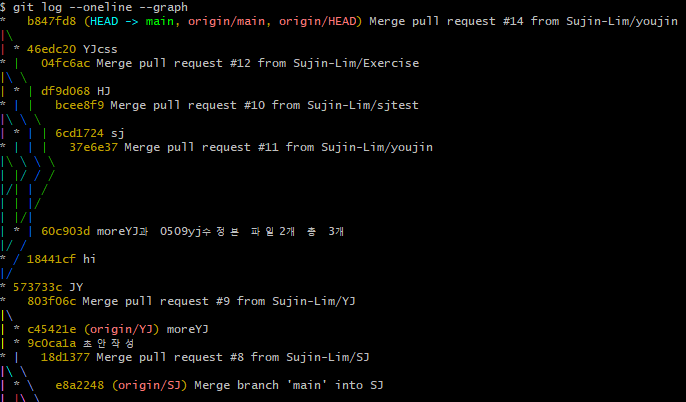 $ git log --oneline --graph
*   b847fd8 (HEAD -> main, origin/main, origin/HEAD) Merge pull request #14 from Sujin-Lim/youjin
|\
| * 46edc20 YJcss
* |   04fc6ac Merge pull request #12 from Sujin-Lim/Exercise
|\ \
| * | df9d068 HJ
* | |   bcee8f9 Merge pull request #10 from Sujin-Lim/sjtest
|\ \ \
| * | | 6cd1724 sj
* | | |   37e6e37 Merge pull request #11 from Sujin-Lim/youjin
|\ \ \ \
| |/ / /
|/| | /
| | |/
| |/|
| * | 60c903d moreYJ과 0509yj수정본 파일2개 총 3개
|/ /
* / 18441cf hi
|/
* 573733c JY
*   803f06c Merge pull request #9 from Sujin-Lim/YJ
|\
| * c45421e (origin/YJ) moreYJ
| * 9c0ca1a 초안작성
* |   18d1377 Merge pull request #8 from Sujin-Lim/SJ
|\ \
| * \   e8a2248 (origin/SJ) Merge branch 'main' into SJ
| |\ \